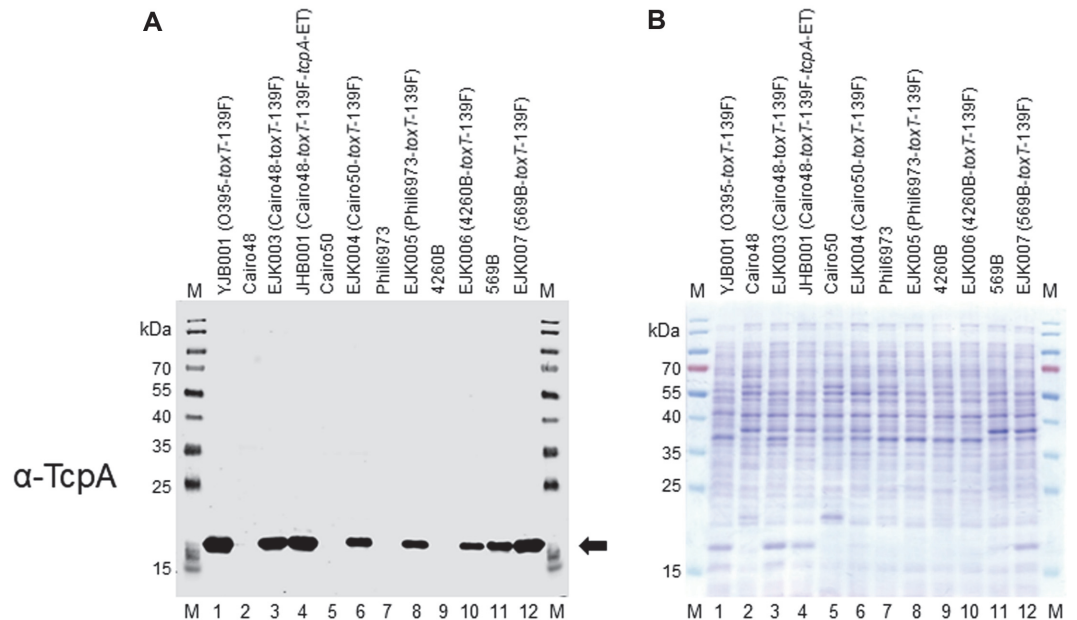 A
M
YJB001 (O395-toxT-139F)
Cairo48
EJK003 (Cairo48-toxT-139F)
JHB001 (Cairo48-toxT-139F-tcpA-ET)
Cairo50
EJK004 (Cairo50-toxT-139F)
Phil6973
EJK005 (Phil6973-toxT-139F)
4260B
EJK006 (4260B-toxT-139F)
569B
EJK007 (569B-toxT-139F)
M
kDa
70
55
40
35
25
15
α-TcpA
M 1 2 3 4 5 6 7 8 9 10 11 12 M
B
M
YJB001 (O395-toxT-139F)
Cairo48
EJK003 (Cairo48-toxT-139F)
JHB001 (Cairo48-toxT-139F-tcpA-ET)
Cairo50
EJK004 (Cairo50-toxT-139F)
Phil6973
EJK005 (Phil6973-toxT-139F)
4260B
EJK006 (4260B-toxT-139F)
569B
EJK007 (569B-toxT-139F)
M
kDa
70
55
40
35
25
15
M 1 2 3 4 5 6 7 8 9 10 11 12 M